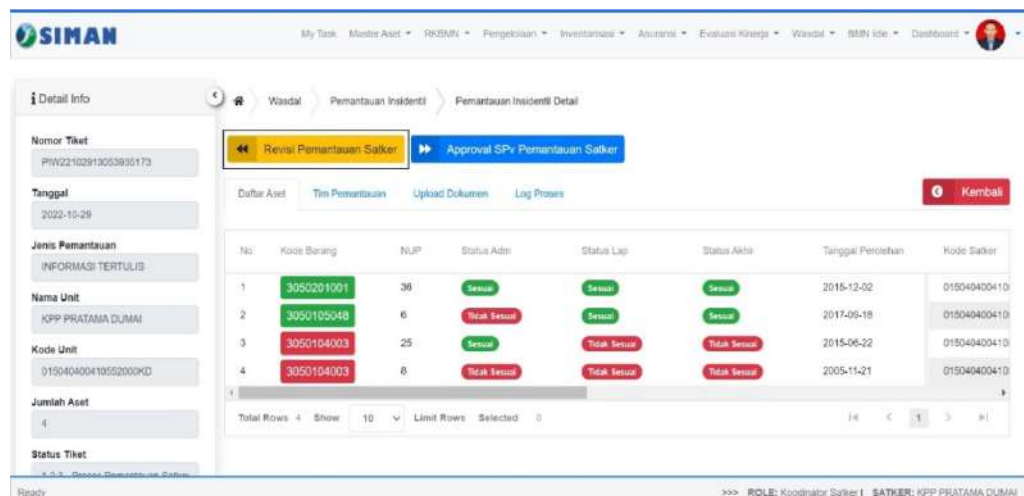 SIMAN
My Task Master Aset RKBMN Pengelolaan Inventarisasi Asuransi Evaluasi Kinerja Wasdal BMN Idle Dashboard
i Detail Info
Wasdal Pemantauan Insidentil Pemantauan Insidentil Detail
Revisi Pemantauan Satker Approval SPv Pemantauan Satker
Nomor Tiket
PIW22102913053935173
Tanggal
2022-10-29
Jenis Pemantauan
INFORMASI TERTULIS
Nama Unit
KPP PRATAMA DUMAI
Kode Unit
015040400410552000KD
Jumlah Aset
4
Status Tiket
Daftar Aset Tim Pemantauan Upload Dokumen Log Proses Kembali
No Kode Barang NUP Status Adm Status Lap Status Akhir Tanggal Perolehan Kode Satker
1 3050201001 36 Sesuai Sesuai Sesuai 2015-12-02 0150404004105
2 3050105048 6 Tidak Sesuai Sesuai Sesuai 2017-09-18
3 3050104003 25 Sesuai Tidak Sesuai Tidak Sesuai 2015-06-22
4 3050104003 8 Tidak Sesuai Tidak Sesuai Tidak Sesuai 2005-11-21
Total Rows 4 Show 10 Limit Rows Selected 0 1
Ready >>> ROLE: Koordinator Satker | SATKER: KPP PRATAMA DUMAI